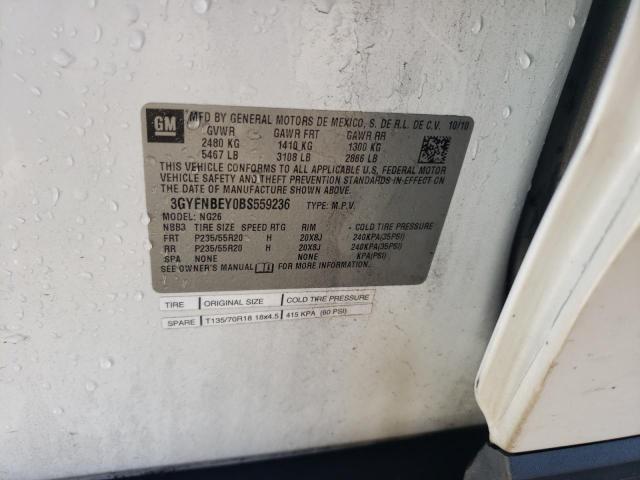 GM
MFD BY GENERAL MOTORS DE MEXICO, S. DE R.L. DE C.V. 10/10
GVWR GAWR FRT GAWR RR
2480 KG 1410 KG 1300 KG
5467 LB 3108 LB 2866 LB
THIS VEHICLE CONFORMS TO ALL APPLICABLE U.S. FEDERAL MOTOR
VEHICLE SAFETY AND THEFT PREVENTION STANDARDS IN EFFECT ON
THE DATE OF MANUFACTURE SHOWN ABOVE.
3GYFNBEY0BS559236 TYPE: M.P.V.
MODEL: NG26
NBB3 TIRE SIZE SPEED RTG RIM COLD TIRE PRESSURE
FRT P235/55R20 H 20X8J 240KPA(35PSI)
RR P235/55R20 H 20X8J 240KPA(35PSI)
SPA NONE NONE KPA(PSI)
SEE OWNER'S MANUAL FOR MORE INFORMATION.
TIRE ORIGINAL SIZE COLD TIRE PRESSURE
SPARE T135/70R18 18x4.5 415 KPA (60 PSI)